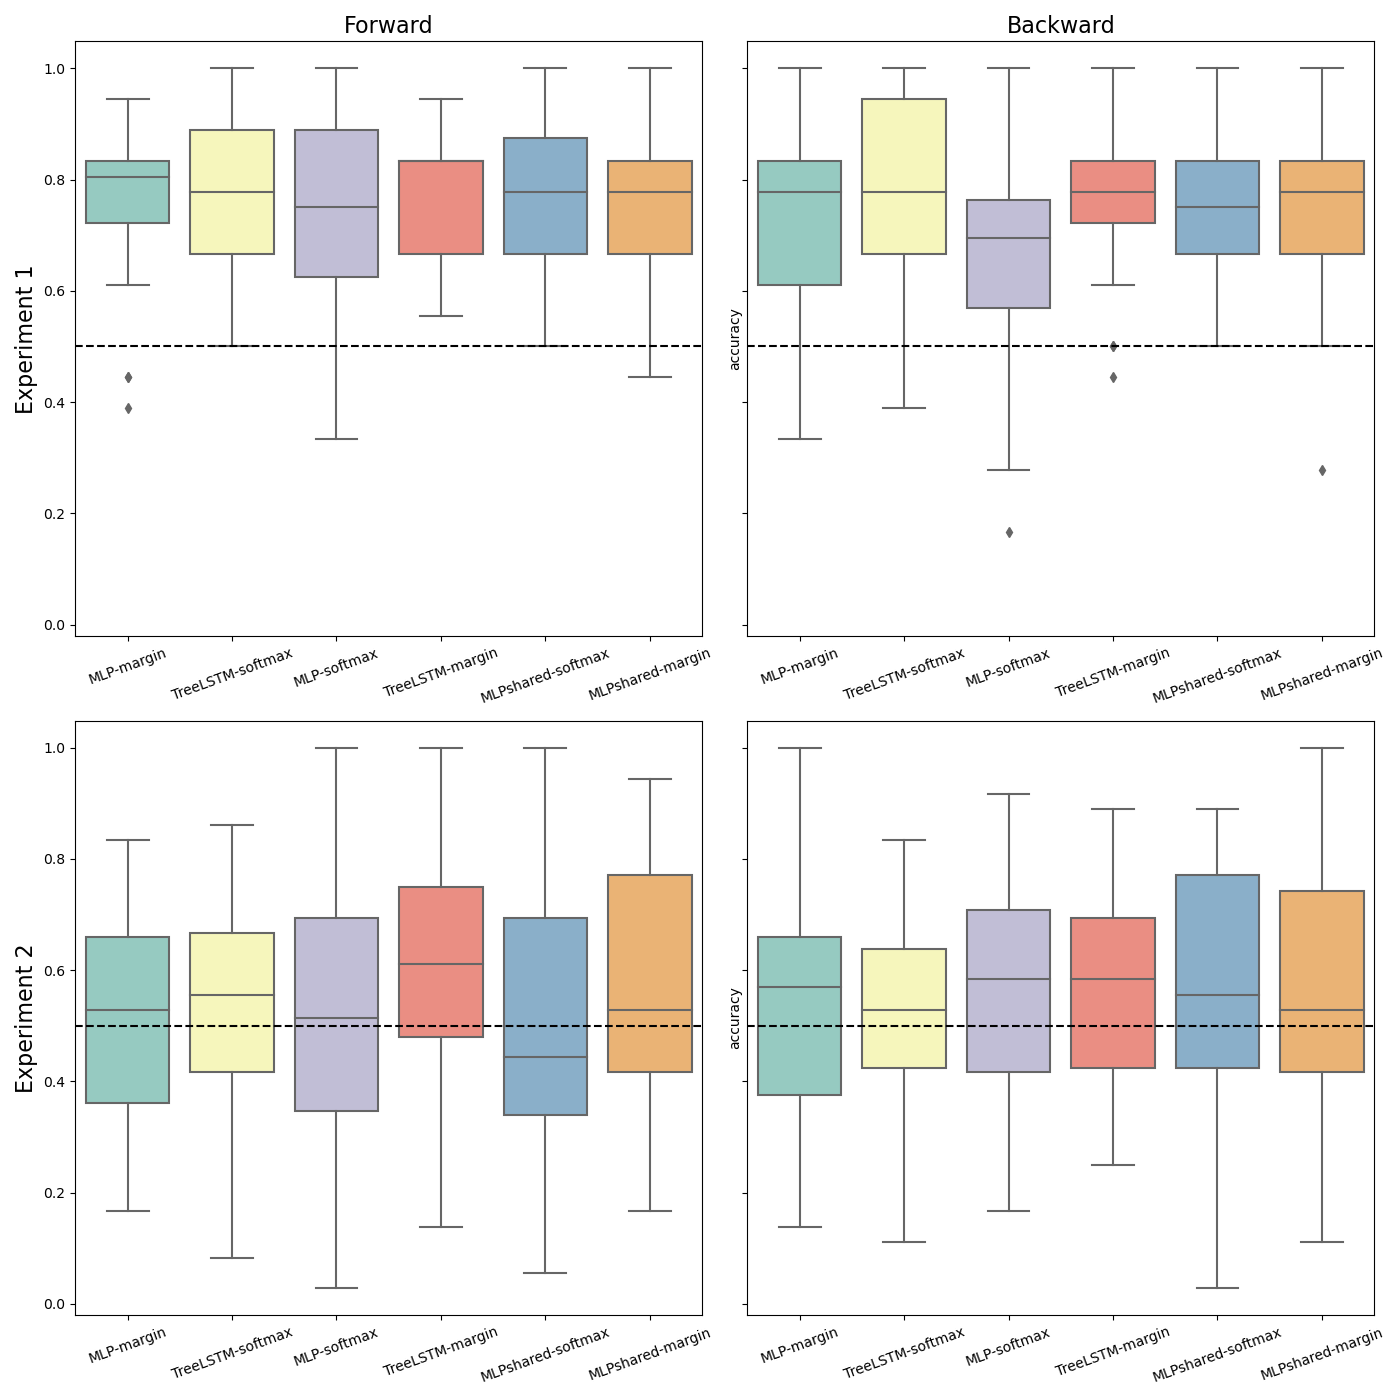 Forward
Backward
Experiment 1
1.0
0.8
0.6
0.4
0.2
0.0
accuracy
MLP-margin
TreeLSTM-softmax
MLP-softmax
TreeLSTM-margin
MLPshared-softmax
MLPshared-margin
MLP-margin
TreeLSTM-softmax
MLP-softmax
TreeLSTM-margin
MLPshared-softmax
MLPshared-margin
Experiment 2
1.0
0.8
0.6
0.4
0.2
0.0
accuracy
MLP-margin
TreeLSTM-softmax
MLP-softmax
TreeLSTM-margin
MLPshared-softmax
MLPshared-margin
MLP-margin
TreeLSTM-softmax
MLP-softmax
TreeLSTM-margin
MLPshared-softmax
MLPshared-margin